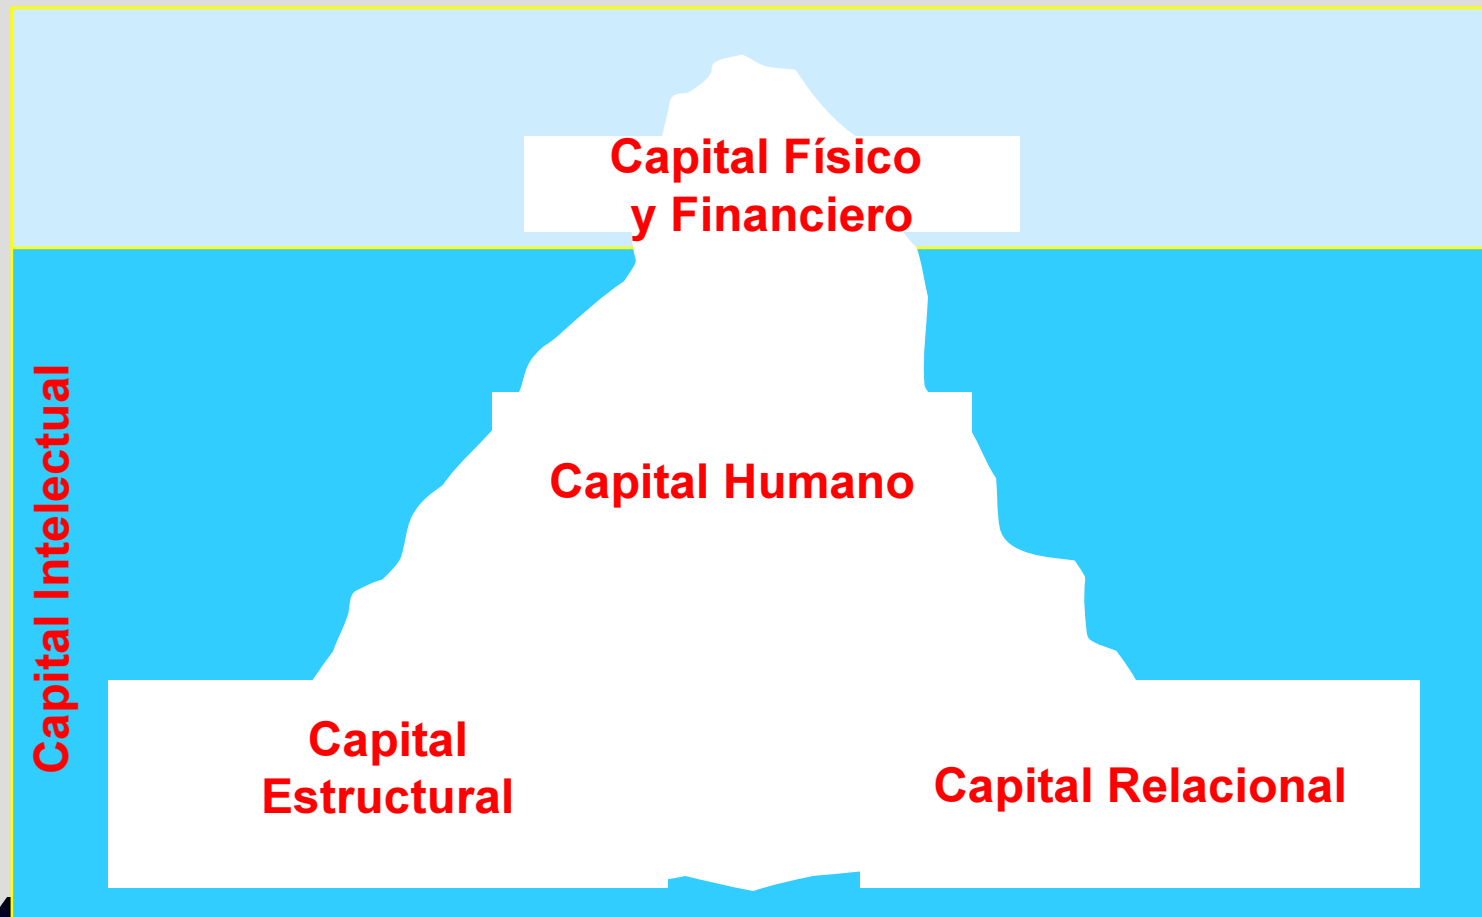 Capital Físico
y Financiero
Capital Intelectual
Capital Humano
Capital
Estructural
Capital Relacional